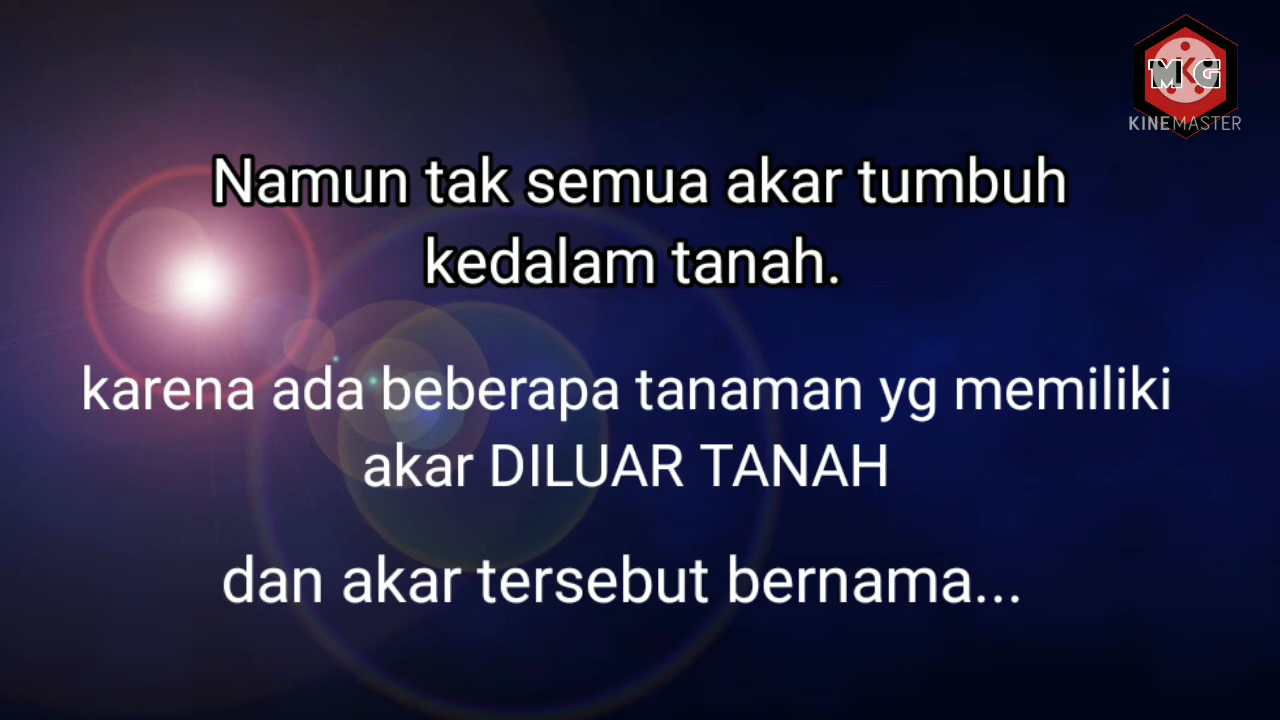 MKG
KINEMASTER
Namun tak semua akar tumbuh
kedalam tanah.
karena ada beberapa tanaman yg memiliki
akar DILUAR TANAH
dan akar tersebut bernama...